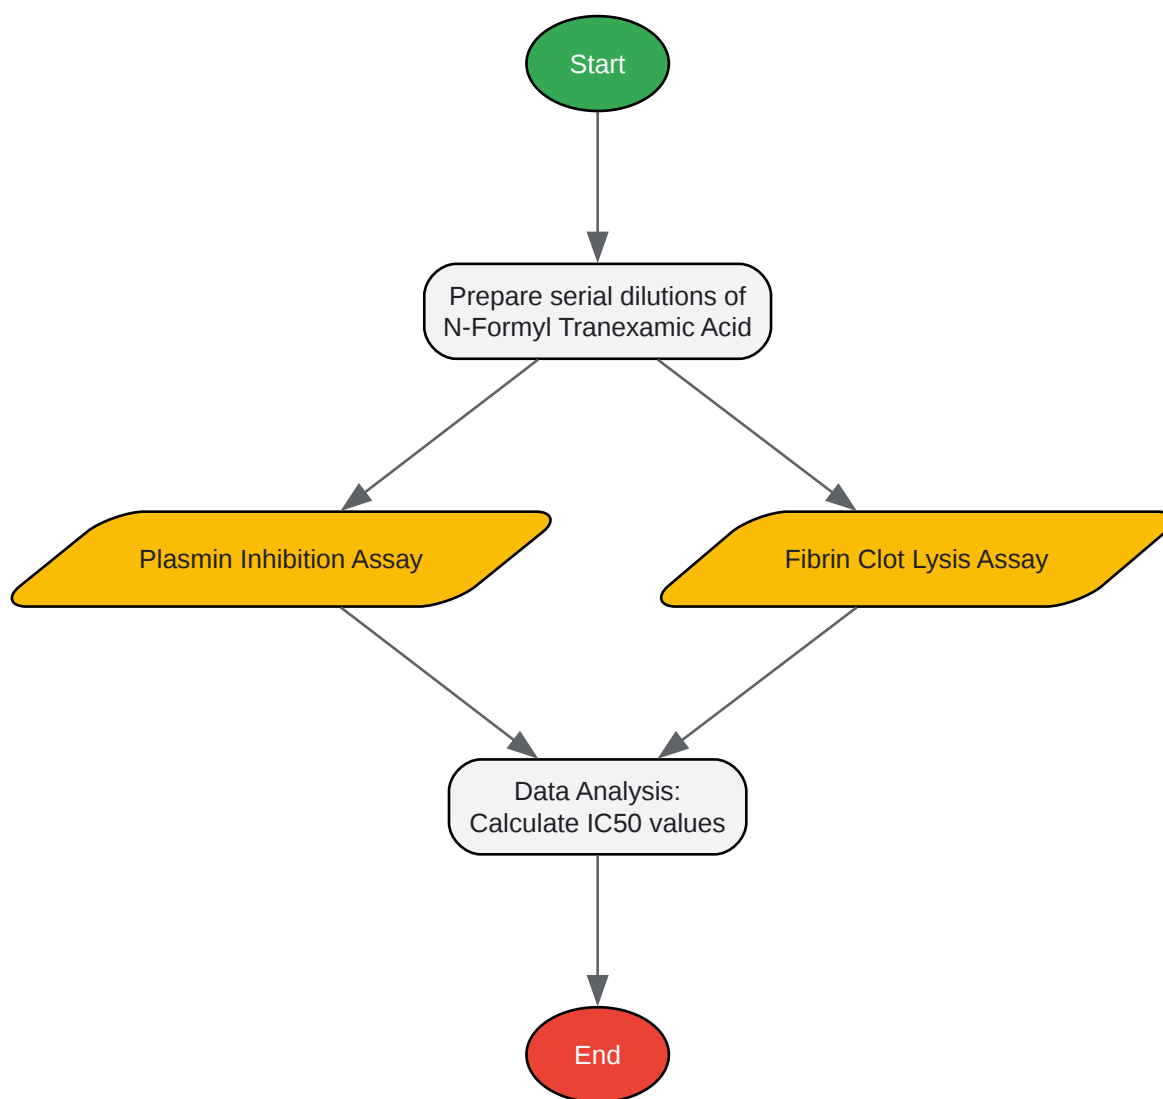 Start
Prepare serial dilutions of
N-Formyl Tranexamic Acid
Plasmin Inhibition Assay
Fibrin Clot Lysis Assay
Data Analysis:
Calculate IC50 values
End